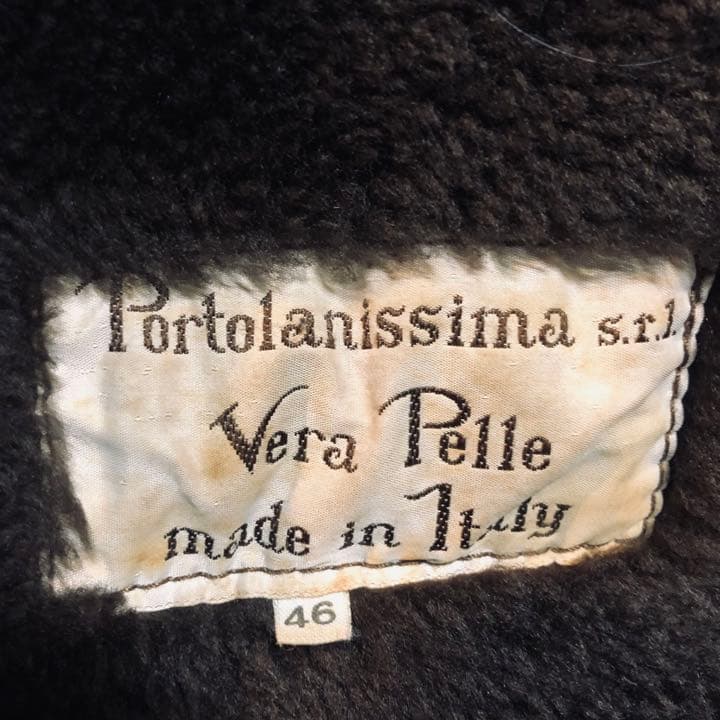 Portolanissima s.r.l.
Vera Pelle
made in Italy
46